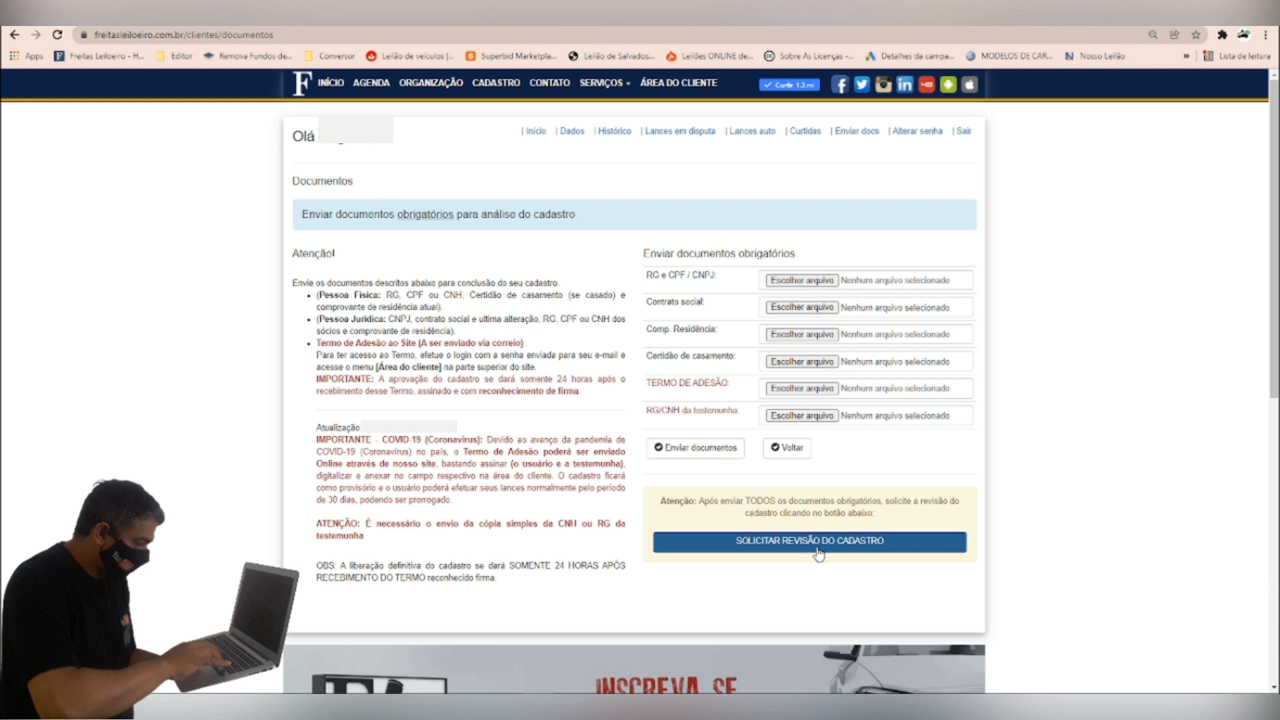 freitasleiloeiro.com.br/clientes/documentos
Apps Freitas Leiloeiro - H... Editor Remova Fundos de... Conversor Leilão de veículos |... Superbid Marketpla... Leilão de Salvados... Leilões ONLINE de... Sobre As Licenças -... Detalhes da campa... MODELOS DE CAR... Nosso Leilão » Lista de leitura
F INÍCIO AGENDA ORGANIZAÇÃO CADASTRO CONTATO SERVIÇOS ÁREA DO CLIENTE Curtir 1,3 mi
Olá
| Início | Dados | Histórico | Lances em disputa | Lances auto | Curtidas | Enviar docs | Alterar senha | Sair
Documentos
Enviar documentos obrigatórios para análise do cadastro
Atenção!
Envie os documentos descritos abaixo para conclusão do seu cadastro.
• (Pessoa Física: RG, CPF ou CNH, Certidão de casamento (se casado) e
comprovante de residência atual).
• (Pessoa Jurídica: CNPJ, contrato social e ultima alteração, RG, CPF ou CNH dos
sócios e comprovante de residência).
• Termo de Adesão ao Site (A ser enviado via correio)
Para ter acesso ao Termo, efetue o login com a senha enviada para seu e-mail e
acesse o menu [Área do cliente] na parte superior do site.
IMPORTANTE: A aprovação do cadastro se dará somente 24 horas após o
recebimento desse Termo, assinado e com reconhecimento de firma.
Atualização
IMPORTANTE - COVID-19 (Coronavírus): Devido ao avanço da pandemia de
COVID-19 (Coronavírus) no país, o Termo de Adesão poderá ser enviado
Online através de nosso site, bastando assinar (o usuário e a testemunha),
digitalizar e anexar no campo respectivo na área do cliente. O cadastro ficará
como provisório e o usuário poderá efetuar seus lances normalmente pelo período
de 30 dias, podendo ser prorrogado.
ATENÇÃO: É necessário o envio da cópia simples da CNH ou RG da
testemunha
OBS: A liberação definitiva do cadastro se dará SOMENTE 24 HORAS APÓS
RECEBIMENTO DO TERMO reconhecido firma.
Enviar documentos obrigatórios
RG e CPF / CNPJ: Escolher arquivo Nenhum arquivo selecionado
Contrato social: Escolher arquivo Nenhum arquivo selecionado
Comp. Residência: Escolher arquivo Nenhum arquivo selecionado
Certidão de casamento: Escolher arquivo Nenhum arquivo selecionado
TERMO DE ADESÃO: Escolher arquivo Nenhum arquivo selecionado
RG/CNH da testemunha: Escolher arquivo Nenhum arquivo selecionado
Enviar documentos Voltar
Atenção: Após enviar TODOS os documentos obrigatórios, solicite a revisão do
cadastro clicando no botão abaixo:
SOLICITAR REVISÃO DO CADASTRO
INSCREVA-SE